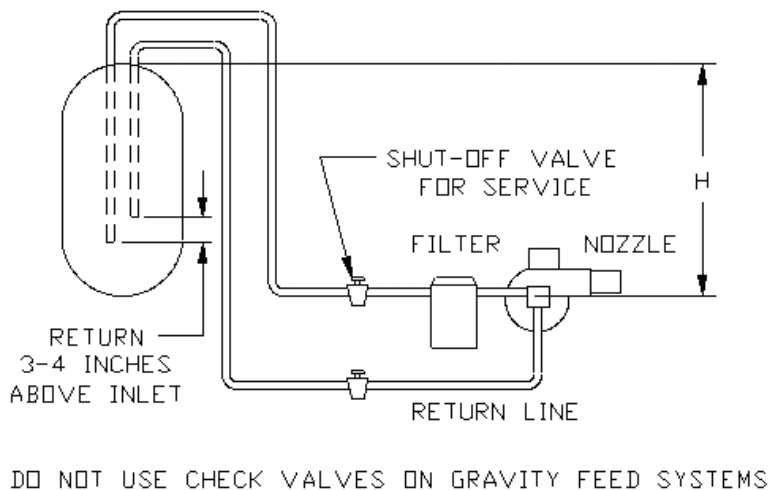 SHUT-OFF VALVE
FOR SERVICE
H
FILTER
NOZZLE
RETURN
3-4 INCHES
ABOVE INLET
RETURN LINE
DO NOT USE CHECK VALVES ON GRAVITY FEED SYSTEMS